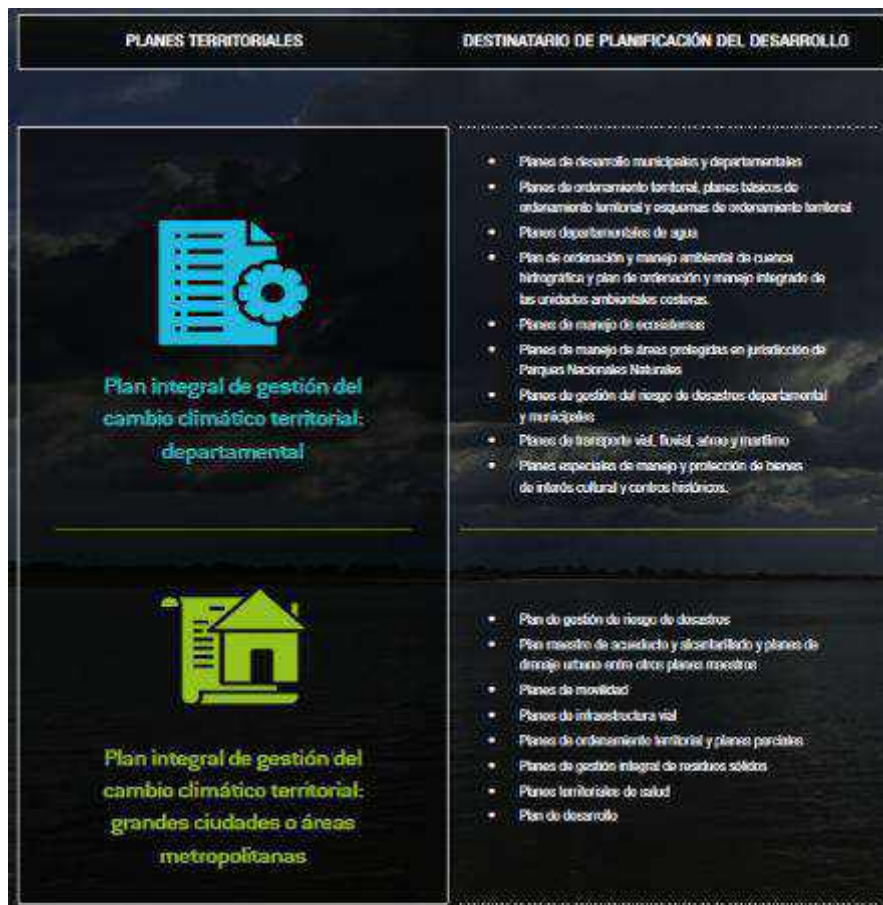 PLANES TERRITORIALES
DESTINATARIO DE PLANIFICACIÓN DEL DESARROLLO
Plan integral de gestión del
cambio climático territorial:
departamental
• Planes de desarrollo municipales y departamentales
• Planes de ordenamiento territorial, planes básicos de
ordenamiento territorial y esquemas de ordenamiento territorial
• Planes departamentales de agua
• Plan de ordenación y manejo ambiental de cuenca
hidrográfica y plan de ordenación y manejo integrado de
las unidades ambientales costeras.
• Planes de manejo de ecosistemas
• Planes de manejo de áreas protegidas en jurisdicción de
Parques Nacionales Naturales
• Planes de gestión del riesgo de desastres departamental
y municipales
• Planes de transporte vial, fluvial, aéreo y marítimo
• Planes especiales de manejo y protección de bienes
de interés cultural y centros históricos.
Plan integral de gestión del
cambio climático territorial:
grandes ciudades o áreas
metropolitanas
• Plan de gestión de riesgo de desastres
• Plan maestro de acueducto y alcantarillado y planes de
drenaje urbano entre otros planes maestros
• Planes de movilidad
• Planes de infraestructura vial
• Planes de ordenamiento territorial y planes parciales
• Planes de gestión integral de residuos sólidos
• Planes territoriales de salud
• Plan de desarrollo